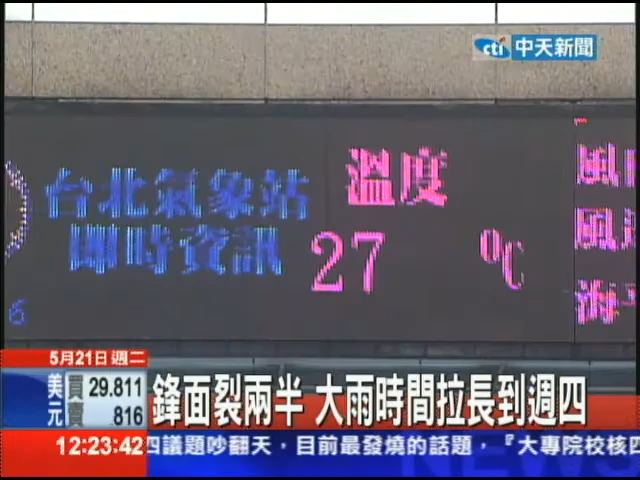 cti 中天新聞
台北氣象站
即時資訊
溫度
27 ℃
6
5月21日 週二
美元
買 29.811
賣 816
鋒面裂兩半 大雨時間拉長到週四
12:23:42
四議題吵翻天，目前最發燒的話題，『大專院校核四